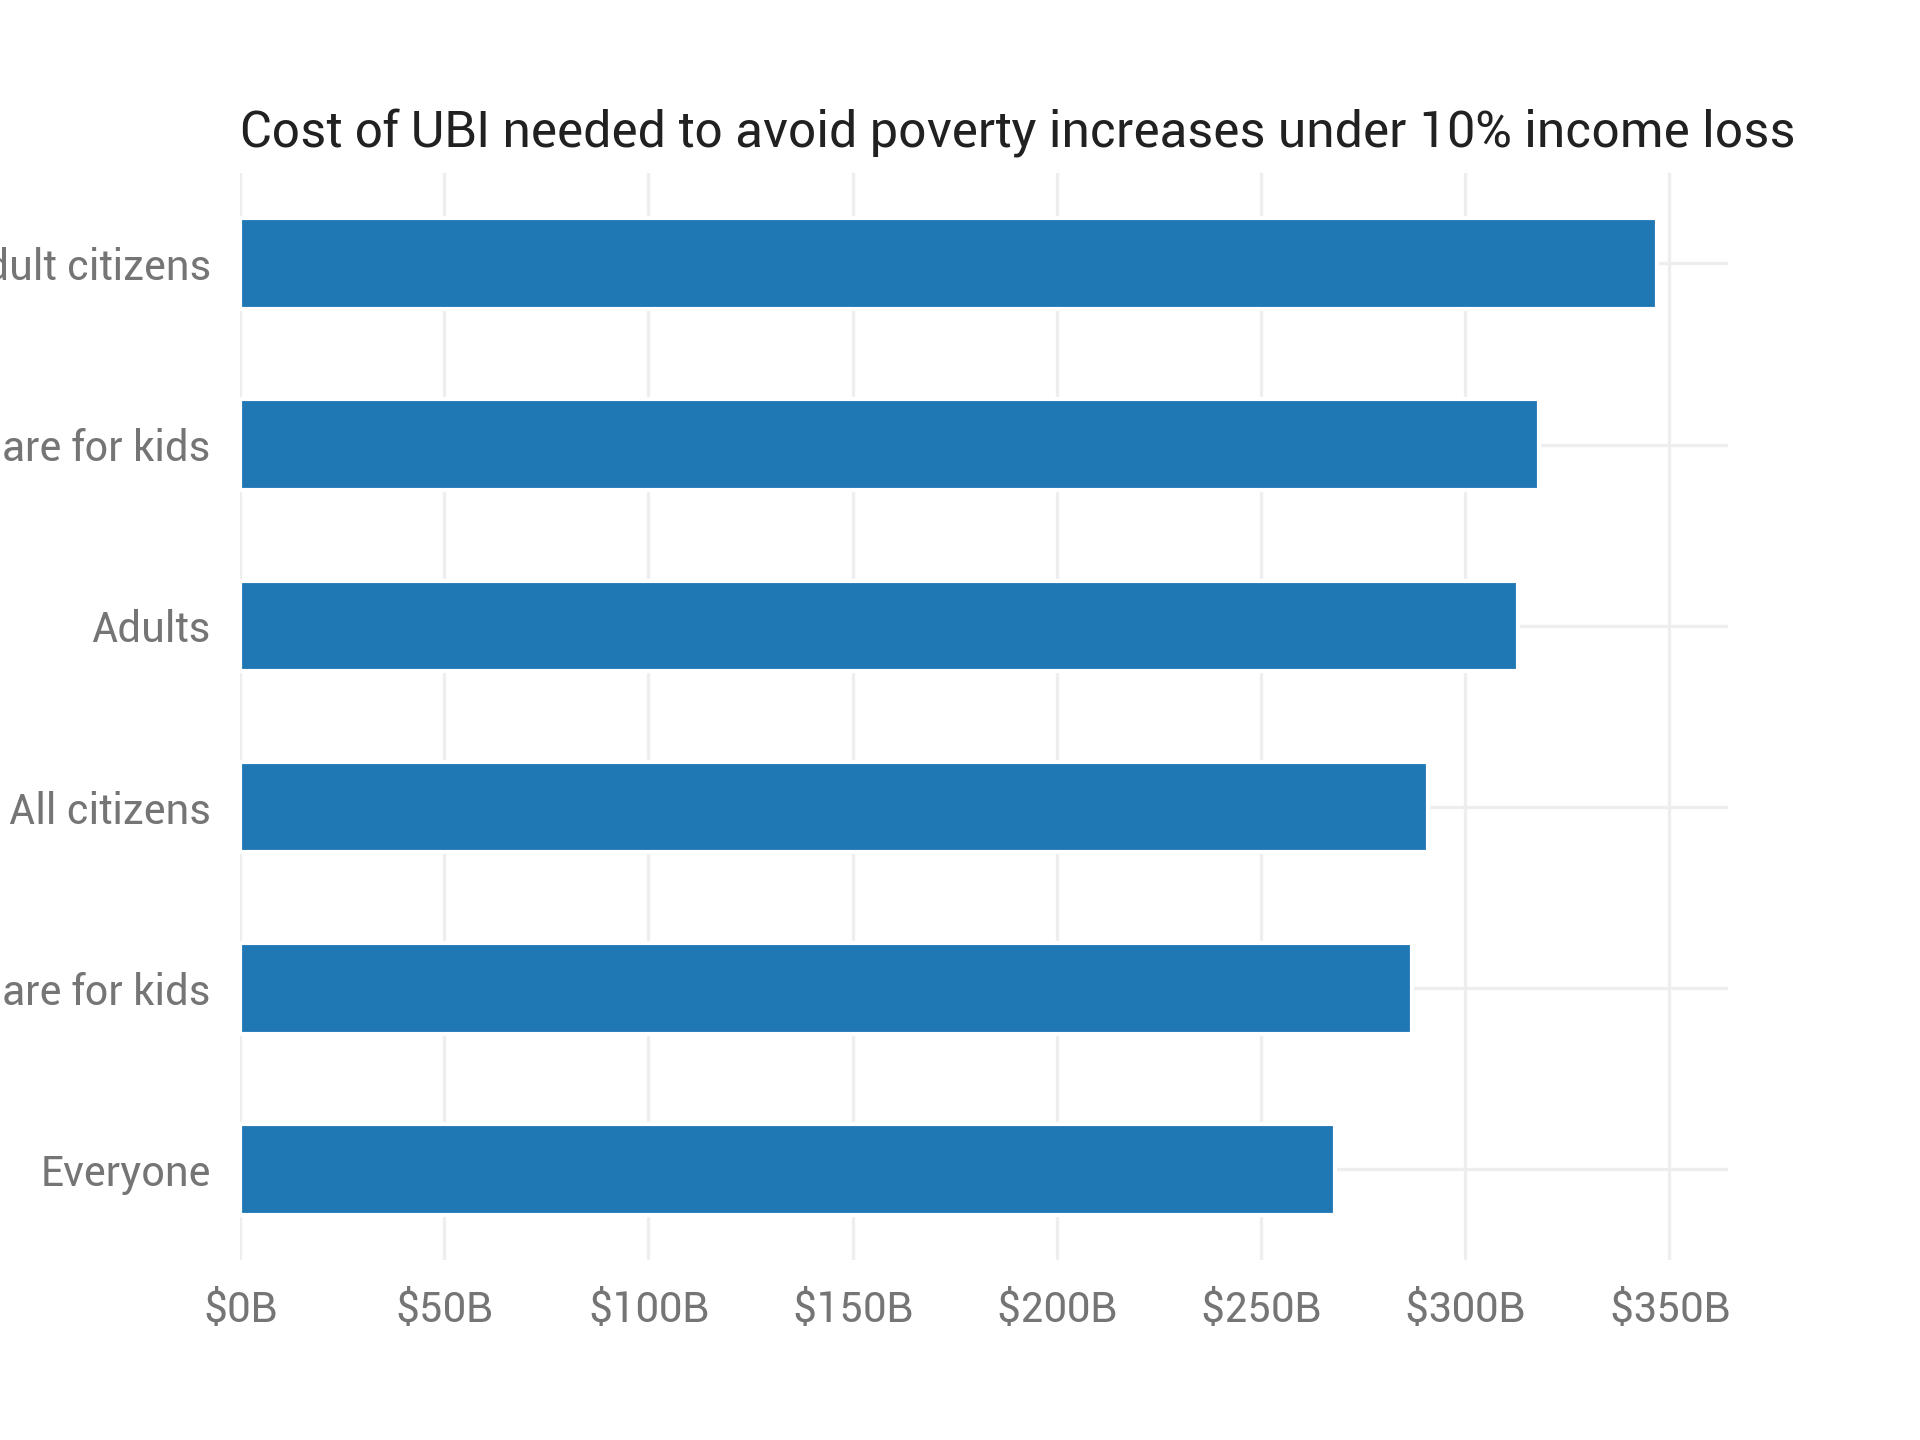 Cost of UBI needed to avoid poverty increases under 10% income loss
citizens
are for kids
Adults
All citizens
are for kids
Everyone
$0B $50B $100B $150B $200B $250B $300B $350B